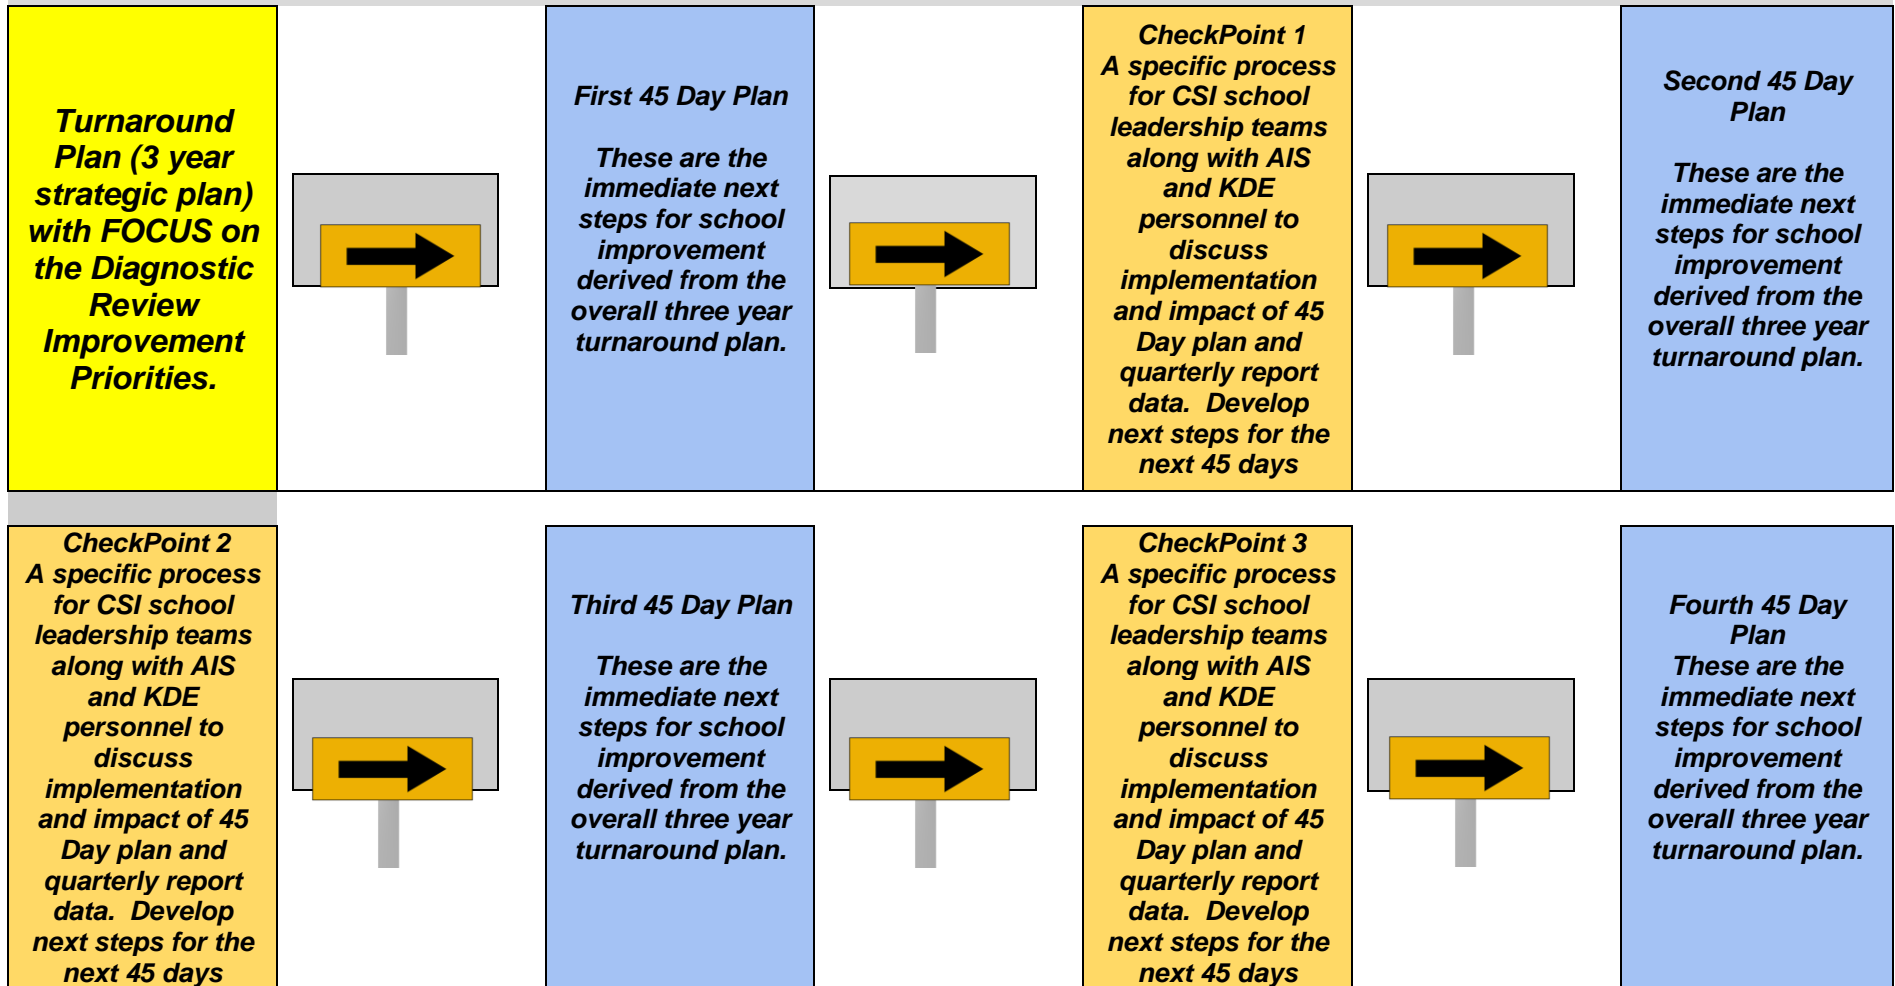 Turnaround
Plan (3 year
strategic plan)
with FOCUS on
the Diagnostic
Review
Improvement
Priorities.
First 45 Day Plan
These are the
immediate next
steps for school
improvement
derived from the
overall three year
turnaround plan.
CheckPoint 1
A specific process
for CSI school
leadership teams
along with AIS
and KDE
personnel to
discuss
implementation
and impact of 45
Day plan and
quarterly report
data.  Develop
next steps for the
next 45 days
Second 45 Day
Plan
These are the
immediate next
steps for school
improvement
derived from the
overall three year
turnaround plan.
CheckPoint 2
A specific process
for CSI school
leadership teams
along with AIS
and KDE
personnel to
discuss
implementation
and impact of 45
Day plan and
quarterly report
data.  Develop
next steps for the
next 45 days
Third 45 Day Plan
These are the
immediate next
steps for school
improvement
derived from the
overall three year
turnaround plan.
CheckPoint 3
A specific process
for CSI school
leadership teams
along with AIS
and KDE
personnel to
discuss
implementation
and impact of 45
Day plan and
quarterly report
data.  Develop
next steps for the
next 45 days
Fourth 45 Day
Plan
These are the
immediate next
steps for school
improvement
derived from the
overall three year
turnaround plan.